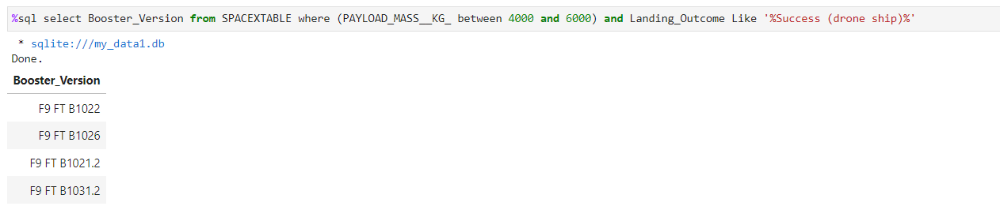 %sql select Booster_Version from SPACEXTABLE where (PAYLOAD_MASS__KG_ between 4000 and 6000) and Landing_Outcome Like '%Success (drone ship)%'
* sqlite:///my_data1.db
Done.
Booster_Version
F9 FT B1022
F9 FT B1026
F9 FT B1021.2
F9 FT B1031.2